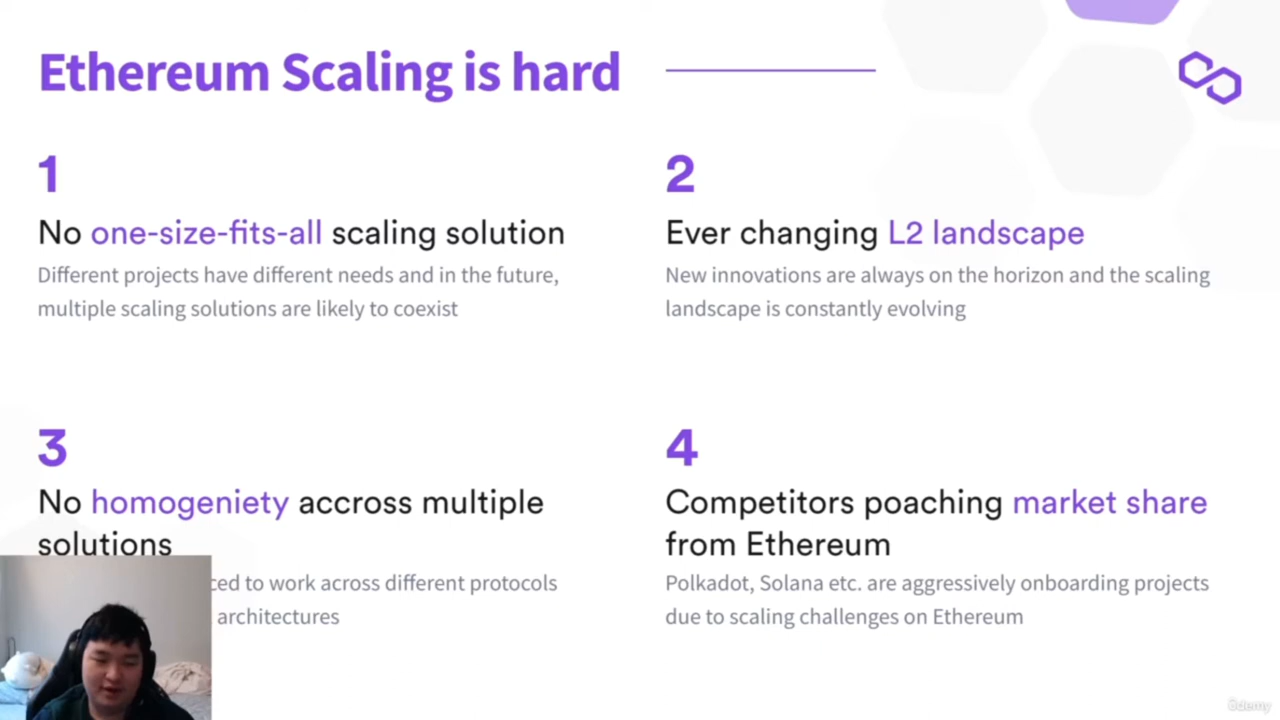 Ethereum Scaling is hard
1
No one-size-fits-all scaling solution
Different projects have different needs and in the future,
multiple scaling solutions are likely to coexist
2
Ever changing L2 landscape
New innovations are always on the horizon and the scaling
landscape is constantly evolving
3
No homogeniety accross multiple
solutions
to work across different protocols
architectures
4
Competitors poaching market share
from Ethereum
Polkadot, Solana etc. are aggressively onboarding projects
due to scaling challenges on Ethereum
ûdemy